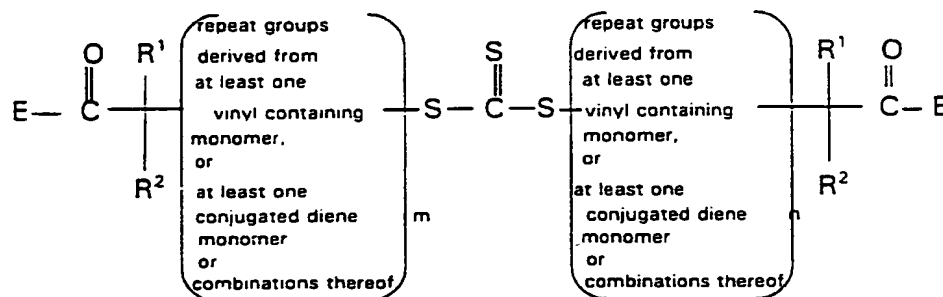 O
E — C
R¹
R²
repeat groups
derived from
at least one
vinyl containing
monomer,
or
at least one
conjugated diene
monomer
or
combinations thereof
m
S
S — C — S
repeat groups
derived from
at least one
vinyl containing
monomer,
or
at least one
conjugated diene
monomer
or
combinations thereof
n
R¹
R²
O
C — E